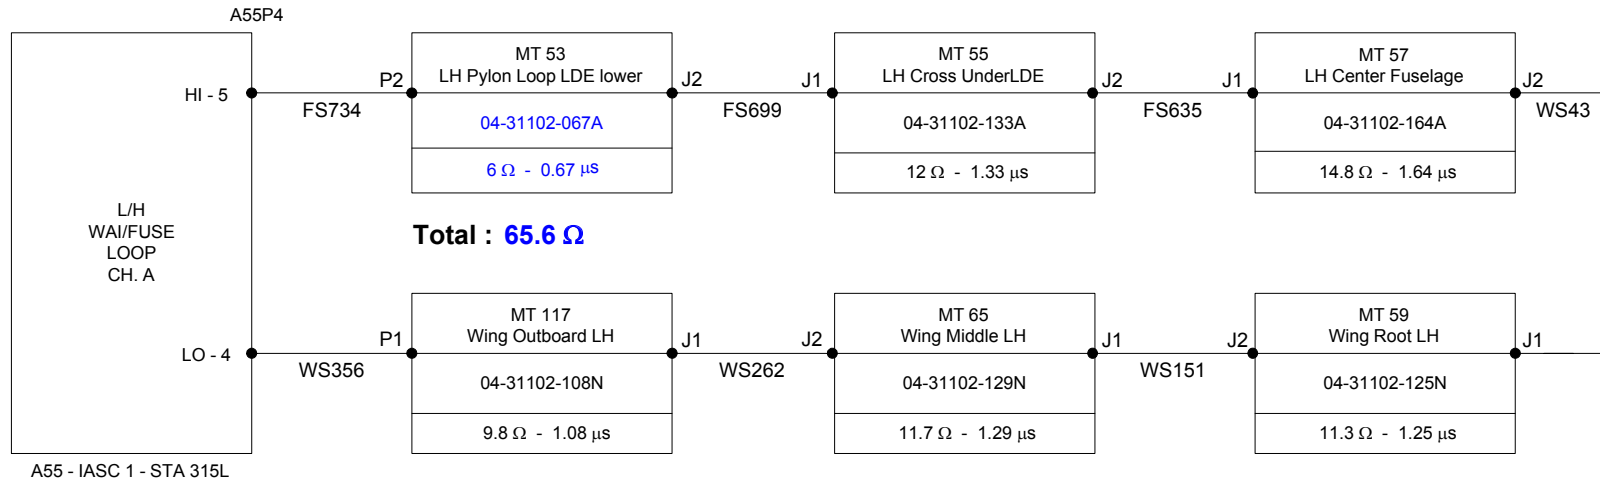 A55P4
L/H
WAI/FUSE
LOOP
CH. A
HI - 5
LO - 4
A55 - IASC 1 - STA 315L
FS734
P2
MT 53
LH Pylon Loop LDE lower
04-31102-067A
6 Ω - 0.67 μs
J2
FS699
J1
MT 55
LH Cross UnderLDE
04-31102-133A
12 Ω - 1.33 μs
J2
FS635
J1
MT 57
LH Center Fuselage
04-31102-164A
14.8 Ω - 1.64 μs
J2
WS43
Total : 65.6 Ω
WS356
P1
MT 117
Wing Outboard LH
04-31102-108N
9.8 Ω - 1.08 μs
J1
WS262
J2
MT 65
Wing Middle LH
04-31102-129N
11.7 Ω - 1.29 μs
J1
WS151
J2
MT 59
Wing Root LH
04-31102-125N
11.3 Ω - 1.25 μs
J1